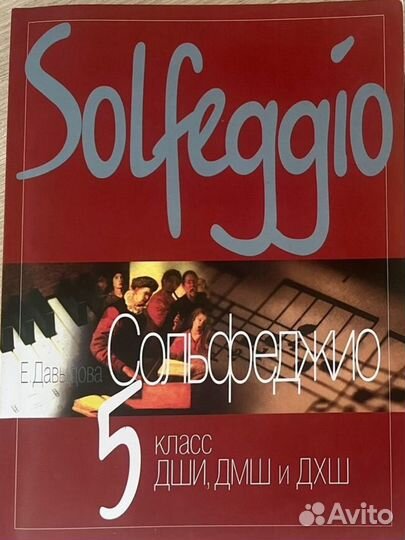 Solfeggio
Е. Давыдова Сольфеджио
5 класс
ДШИ, ДМШ и ДХШ
Avito